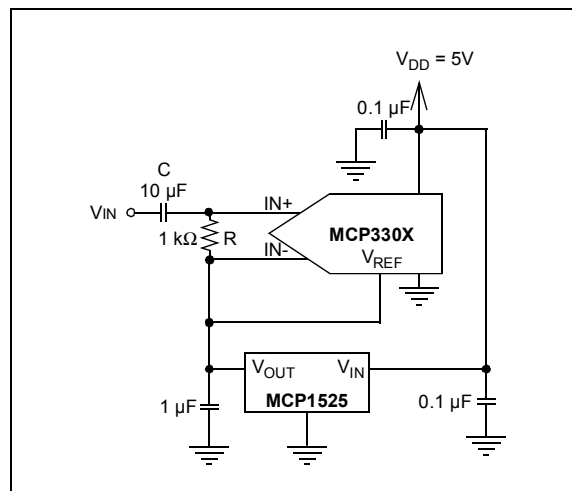 VDD = 5V
0.1 µF
C
10 µF
VIN
IN+
1 kΩ
R
IN-
MCP330X
VREF
VOUT
VIN
MCP1525
1 µF
0.1 µF